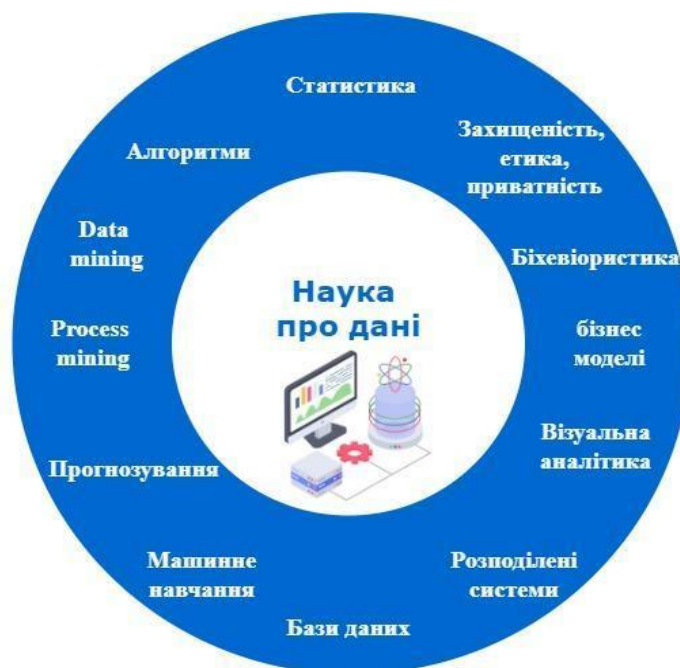 Статистика
Захищеність,
етика,
приватність
Біхевіористика
бізнес
моделі
Візуальна
аналітика
Розподілені
системи
Бази даних
Машинне
навчання
Прогнозування
Process
mining
Data
mining
Алгоритми
Наука
про дані